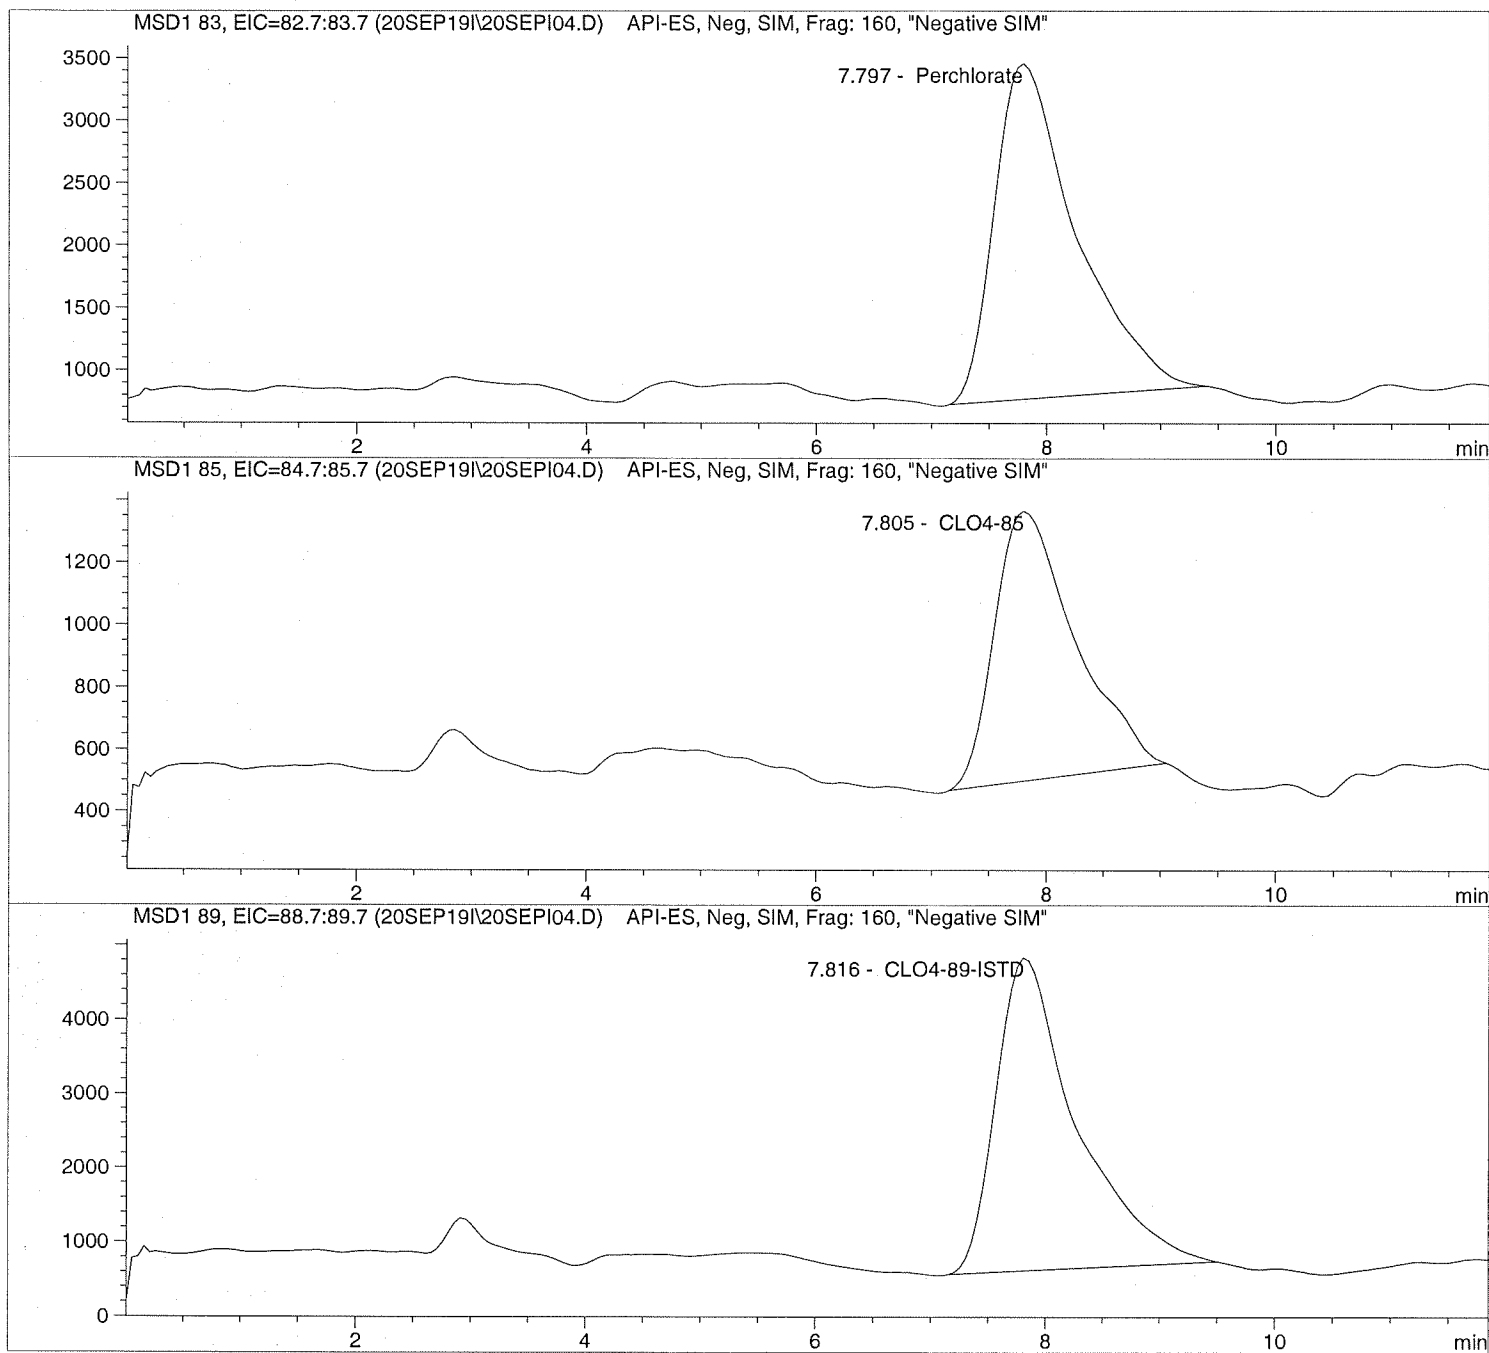 MSD1 83, EIC=82.7:83.7 (20SEP19I\20SEPI04.D) API-ES, Neg, SIM, Frag: 160, "Negative SIM"
3500
7.797 - Perchlorate
3000
2500
2000
1500
1000
2 4 6 8 10 min
MSD1 85, EIC=84.7:85.7 (20SEP19I\20SEPI04.D) API-ES, Neg, SIM, Frag: 160, "Negative SIM"
7.805 - CLO4-85
1200
1000
800
600
400
2 4 6 8 10 min
MSD1 89, EIC=88.7:89.7 (20SEP19I\20SEPI04.D) API-ES, Neg, SIM, Frag: 160, "Negative SIM"
7.816 - CLO4-89-ISTD
4000
3000
2000
1000
0
2 4 6 8 10 min